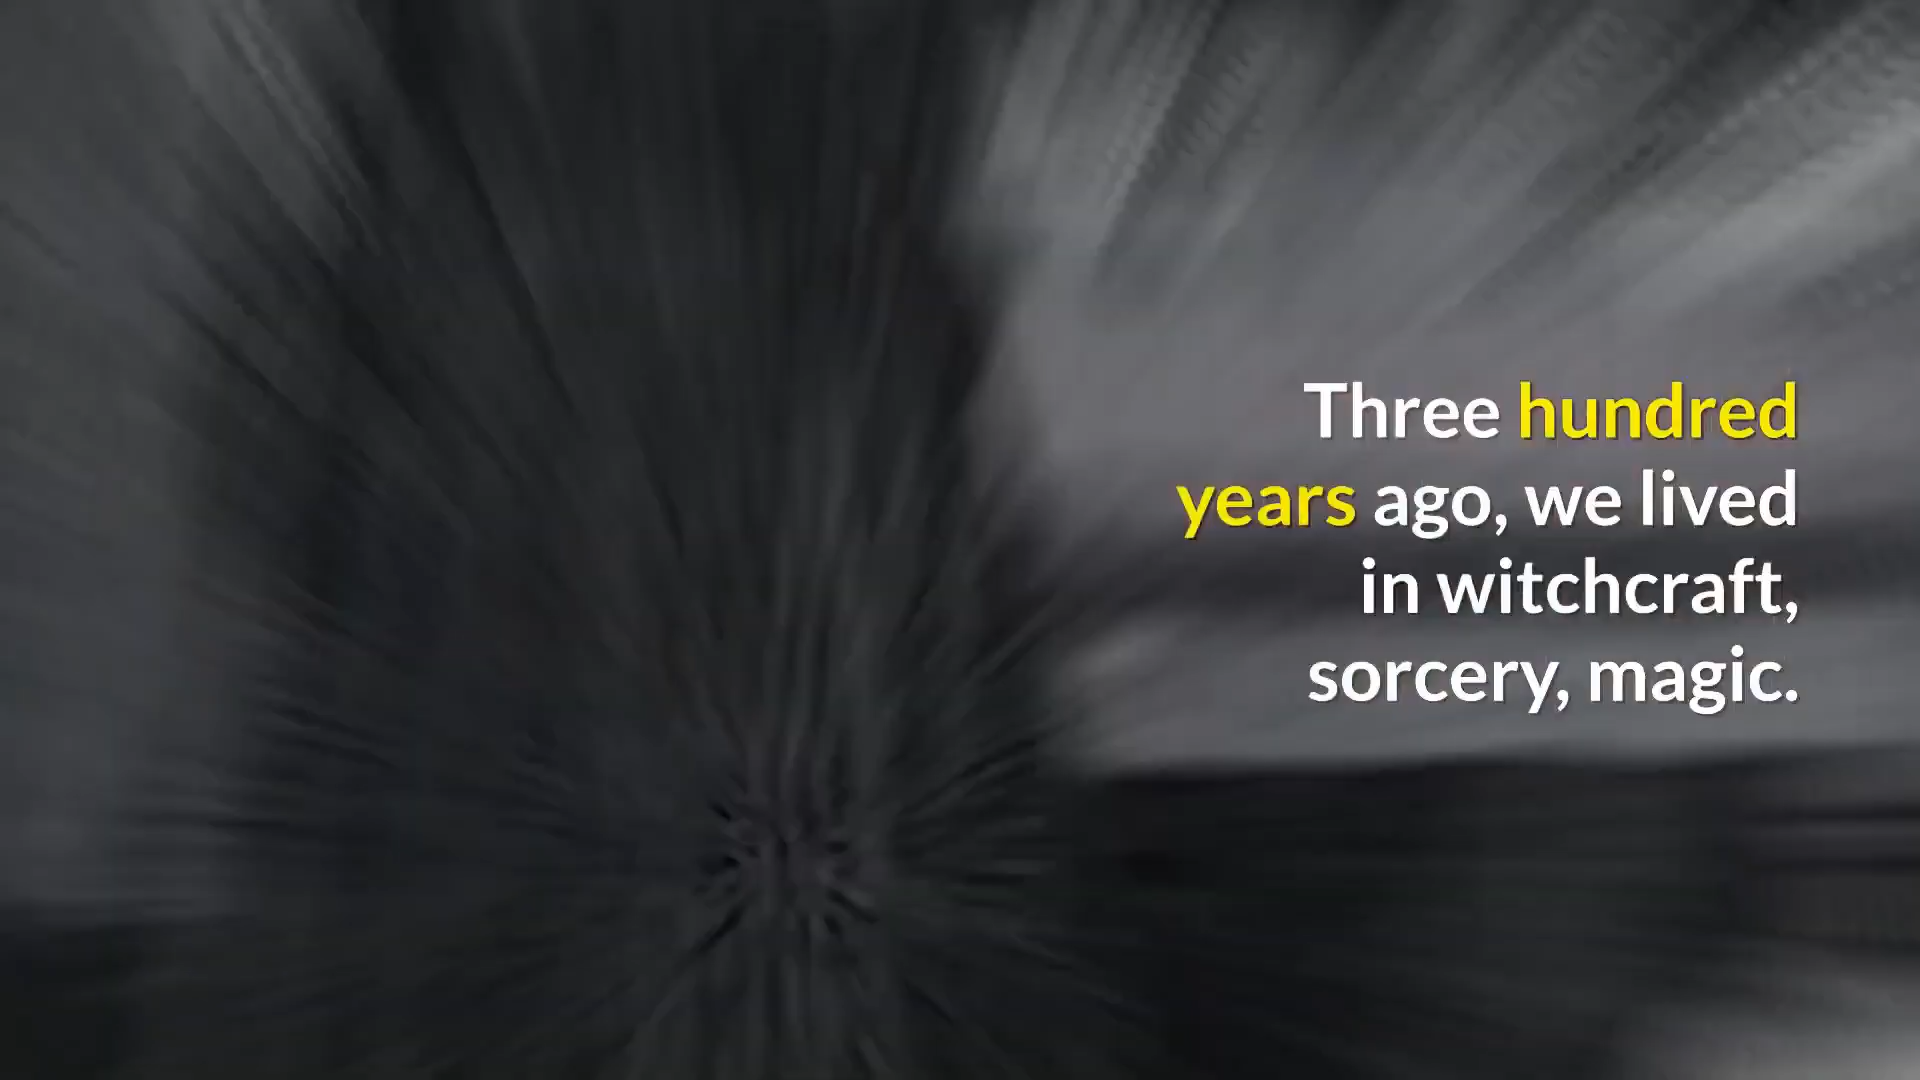 Three hundred
years ago, we lived
in witchcraft,
sorcery, magic.